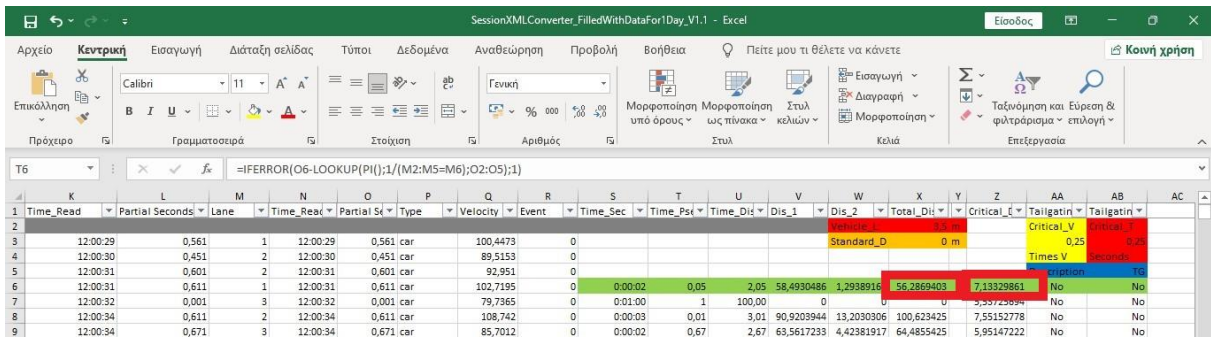 SessionXMLConverter_FilledWithDataFor1Day_V1.1 - Excel Είσοδος
Αρχείο Κεντρική Εισαγωγή Διάταξη σελίδας Τύποι Δεδομένα Αναθεώρηση Προβολή Βοήθεια Πείτε μου τι θέλετε να κάνετε Κοινή χρήση
Επικόλληση
Calibri 11 Γενική
Μορφοποίηση υπό όρους Μορφοποίηση ως πίνακα Στυλ κελιών
Εισαγωγή
Διαγραφή
Μορφοποίηση
Ταξινόμηση και φιλτράρισμα Εύρεση & επιλογή
Πρόχειρο Γραμματοσειρά Στοίχιση Αριθμός Στυλ Κελιά Επεξεργασία
T6 fx =IFERROR(O6-LOOKUP(PI();1/(M2:M5=M6);O2:O5);1)
K L M N O P Q R S T U V W X Y Z AA AB AC
1 Time_Read Partial Seconds Lane Time_Read Partial Se Type Velocity Event Time_Sec Time_Pse Time_Dis Dis_1 Dis_2 Total_Dis Critical_D Tailgatin Tailgatin
2 Vehicle_L 3,5 m Critical_V Critical_T
3 12:00:29 0,561 1 12:00:29 0,561 car 100,4473 0 Standard_D 0 m 0,25 0,25
4 12:00:30 0,451 2 12:00:30 0,451 car 89,5153 0 Times V Seconds
5 12:00:31 0,601 2 12:00:31 0,601 car 92,951 0 Description TG
6 12:00:31 0,611 1 12:00:31 0,611 car 102,7195 0 0:00:02 0,05 2,05 58,4930486 1,2938916 56,2869403 7,13329861 No No
7 12:00:32 0,001 3 12:00:32 0,001 car 79,7365 0 0:01:00 1 100,00 0 0 0 5,53725694 No No
8 12:00:34 0,611 2 12:00:34 0,611 car 108,742 0 0:00:03 0,01 3,01 90,9203944 13,2030306 100,623425 7,55152778 No No
9 12:00:34 0,671 3 12:00:34 0,671 car 85,7012 0 0:00:02 0,67 2,67 63,5617233 4,42381917 64,4855425 5,95147222 No No